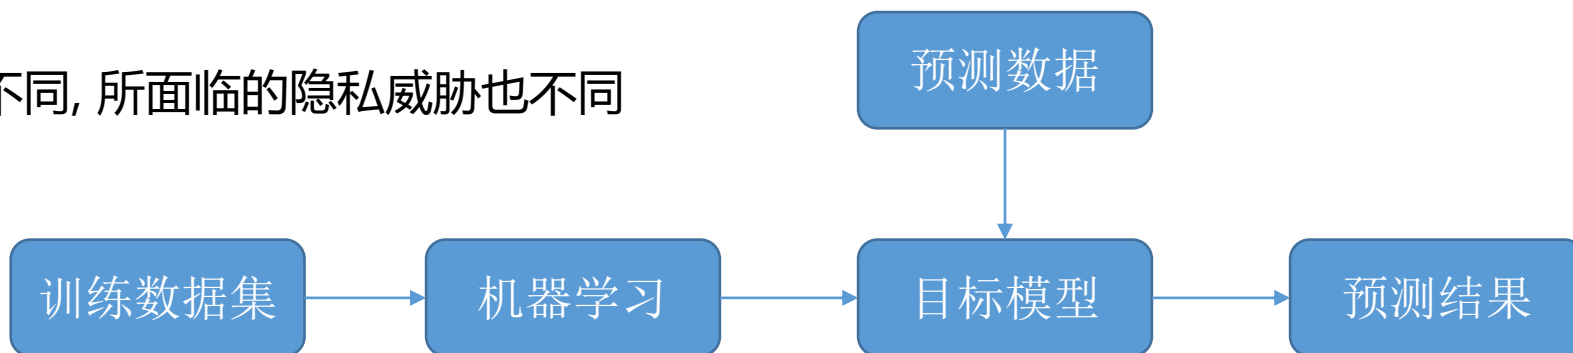 不同, 所面临的隐私威胁也不同
预测数据
训练数据集
机器学习
目标模型
预测结果